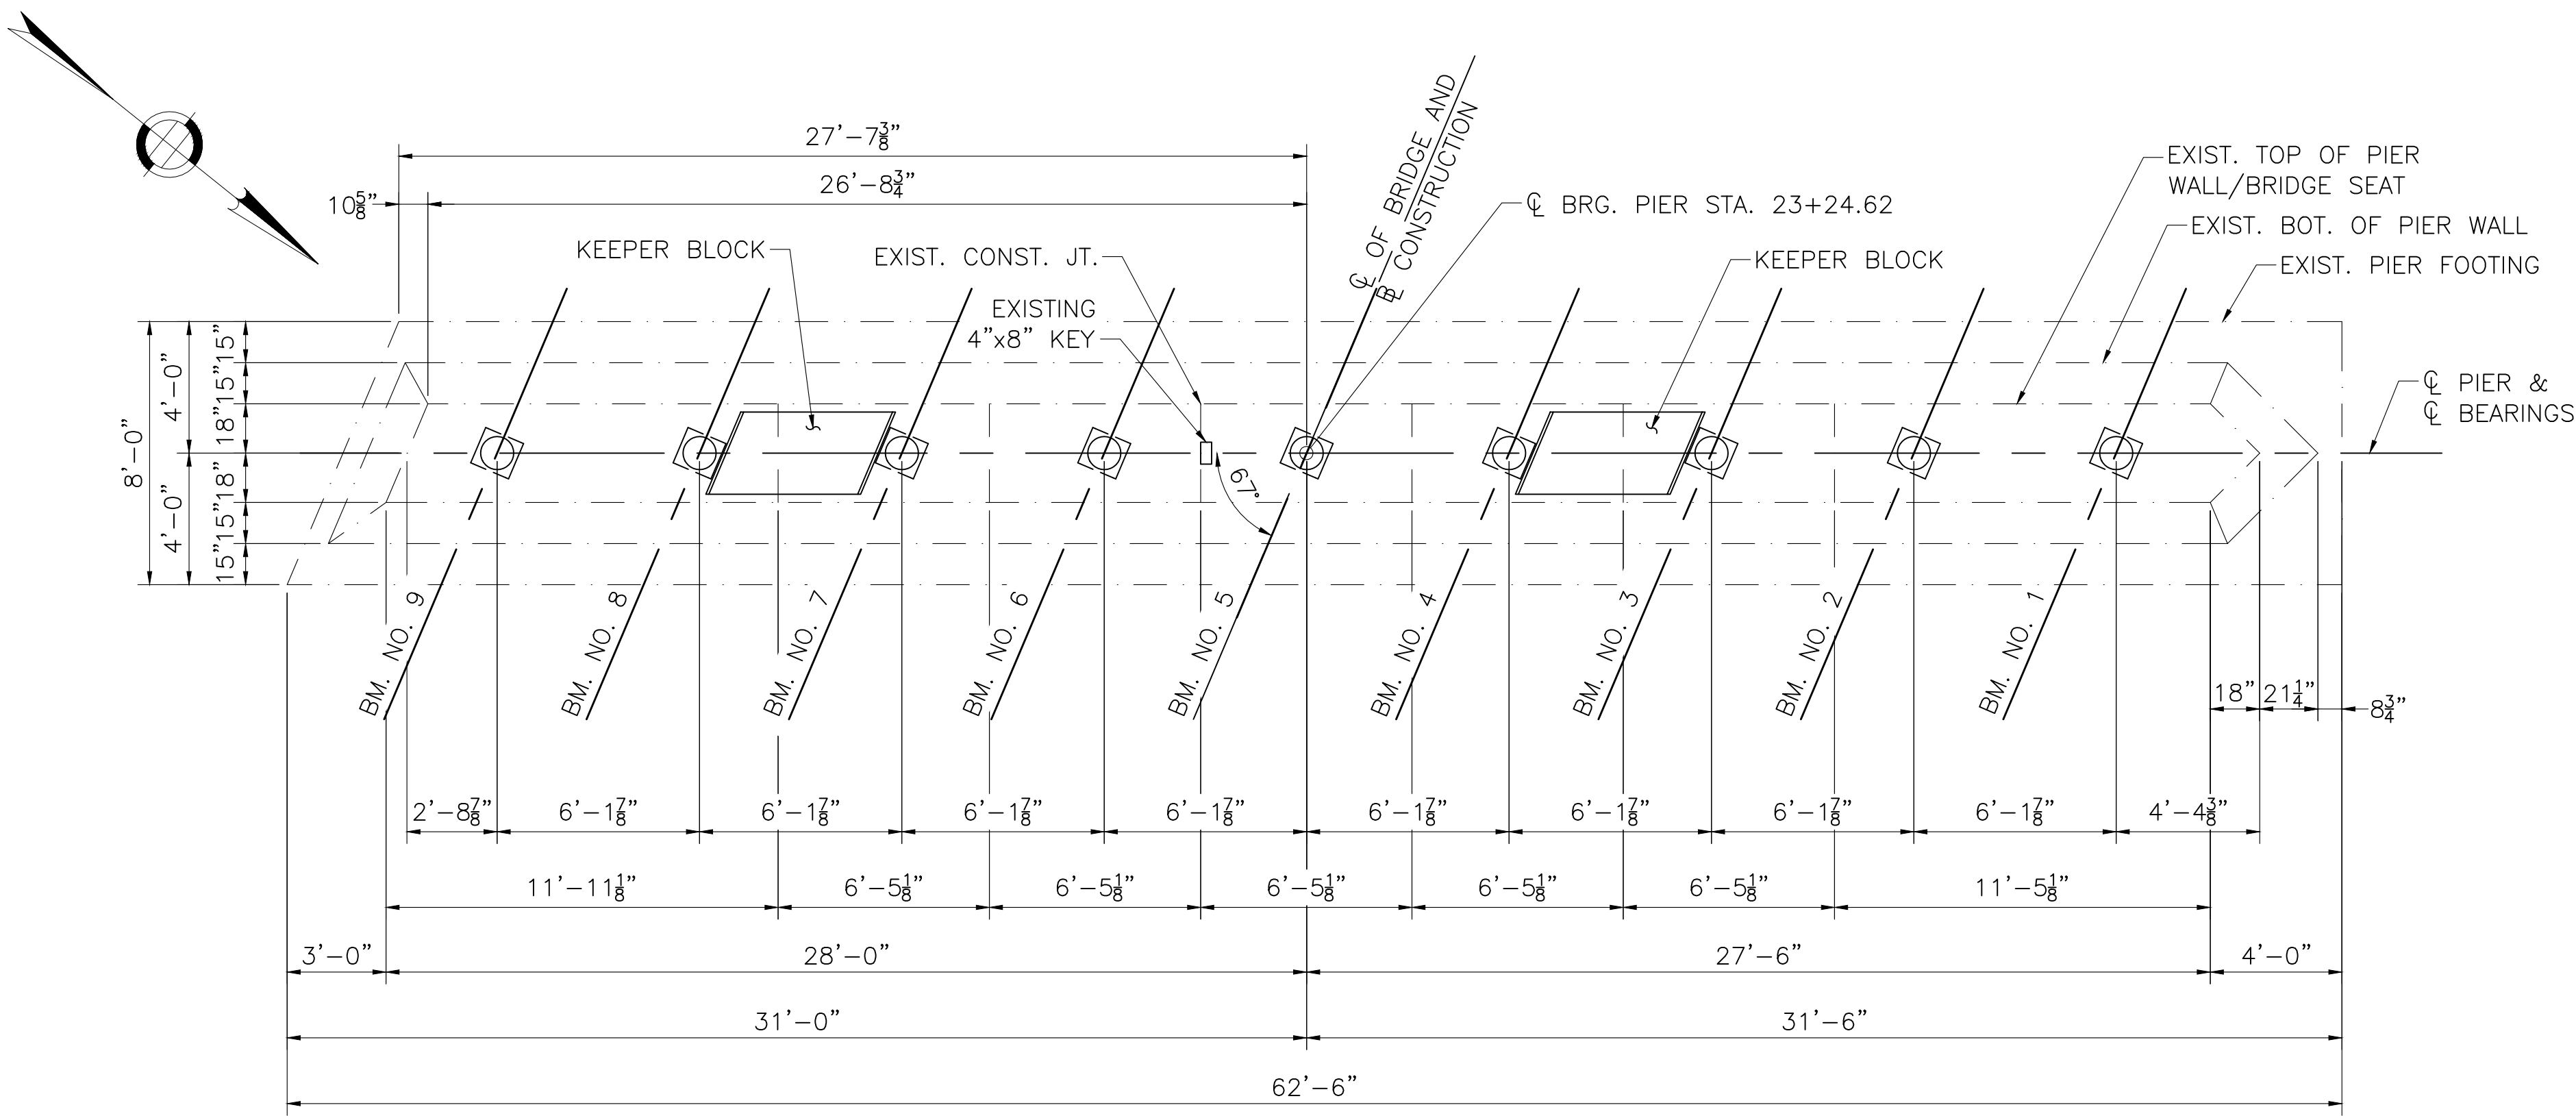 27'-7⅜"
26'-8¾"
10⅝"
℄ OF BRIDGE AND
BL CONSTRUCTION
℄ BRG. PIER STA. 23+24.62
EXIST. TOP OF PIER
WALL/BRIDGE SEAT
EXIST. BOT. OF PIER WALL
EXIST. PIER FOOTING
KEEPER BLOCK
EXIST. CONST. JT.
KEEPER BLOCK
EXISTING
4"x8" KEY
℄ PIER &
℄ BEARINGS
8'-0"
4'-0"
4'-0"
15"
15"
18"
18"
15"
15"
67°
BM. NO. 9
BM. NO. 8
BM. NO. 7
BM. NO. 6
BM. NO. 5
BM. NO. 4
BM. NO. 3
BM. NO. 2
BM. NO. 1
18"
21¼"
8¾"
2'-8⅞"
6'-1⅞"
6'-1⅞"
6'-1⅞"
6'-1⅞"
6'-1⅞"
6'-1⅞"
6'-1⅞"
6'-1⅞"
4'-4⅜"
11'-11⅛"
6'-5⅛"
6'-5⅛"
6'-5⅛"
6'-5⅛"
6'-5⅛"
11'-5⅛"
3'-0"
28'-0"
27'-6"
4'-0"
31'-0"
31'-6"
62'-6"